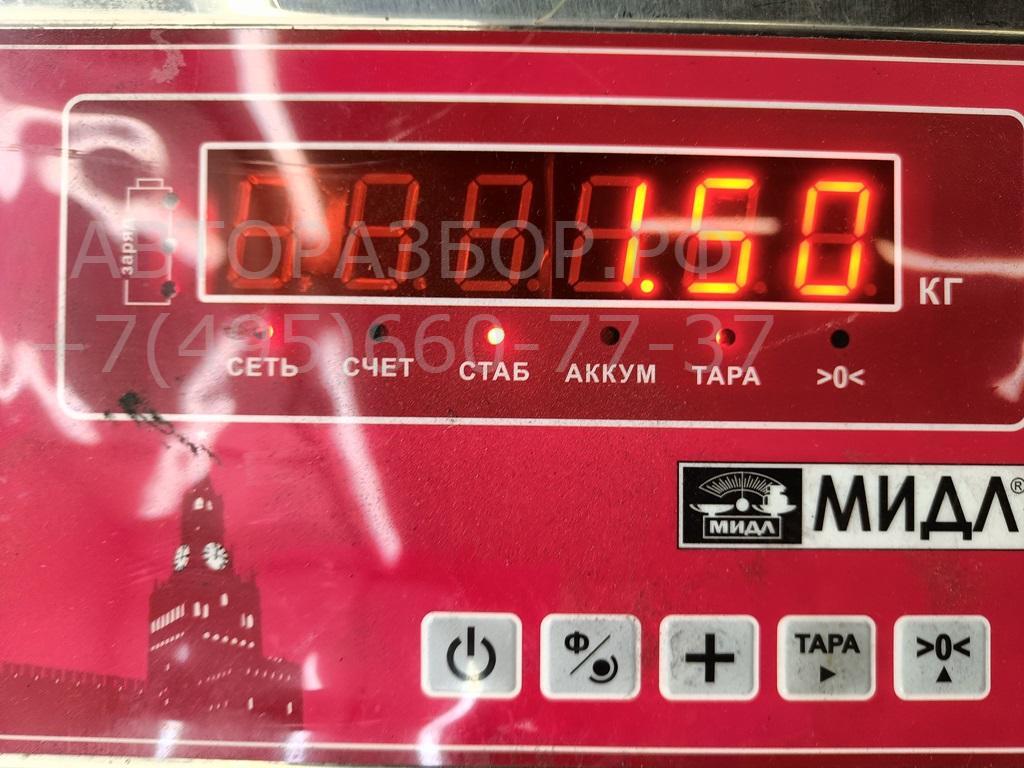 заряд
1.50
КГ
АВТОРАЗБОР.РФ
+7(495)660-77-37
СЕТЬ СЧЕТ СТАБ АККУМ ТАРА >0<
МИДЛ МИДЛ®
Ф ТАРА >0<